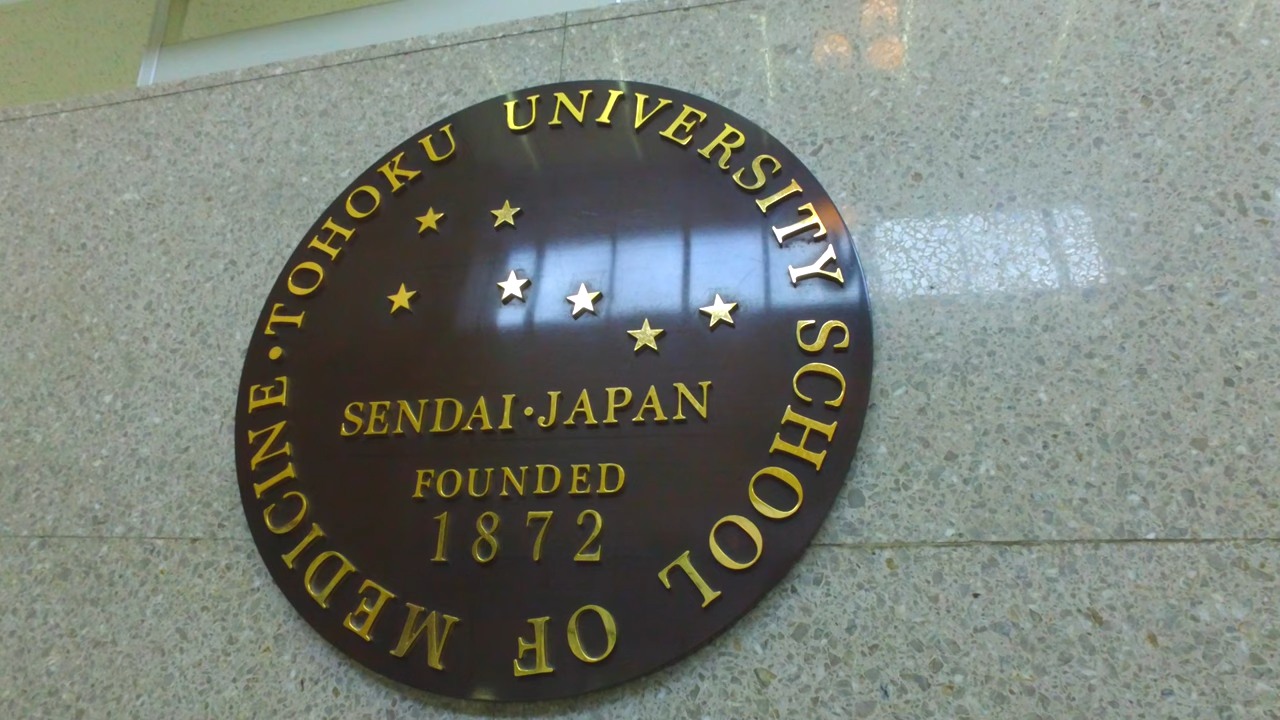 TOHOKU UNIVERSITY SCHOOL OF MEDICINE •
SENDAI•JAPAN
FOUNDED
1872